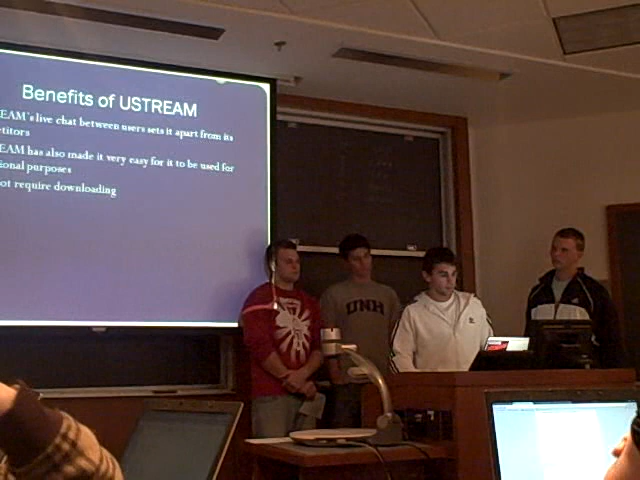 Benefits of USTREAM
EAM's live chat between users sets it apart from its
etitors
EAM has also made it very easy for it to be used for
ional purposes
ot require downloading
UNH